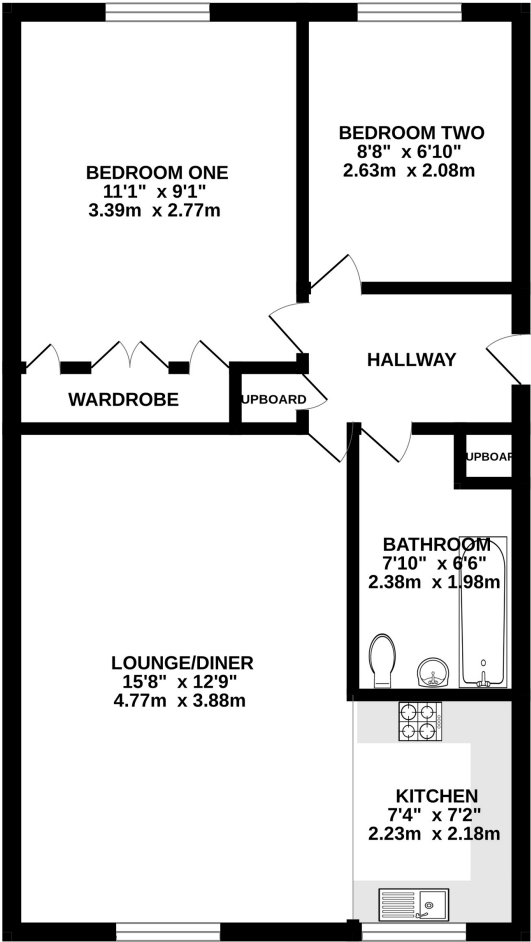 BEDROOM TWO
8'8" x 6'10"
2.63m x 2.08m
BEDROOM ONE
11'1" x 9'1"
3.39m x 2.77m
HALLWAY
WARDROBE
UPBOARD
UPBOAR
BATHROOM
7'10" x 6'6"
2.38m x 1.98m
LOUNGE/DINER
15'8" x 12'9"
4.77m x 3.88m
KITCHEN
7'4" x 7'2"
2.23m x 2.18m